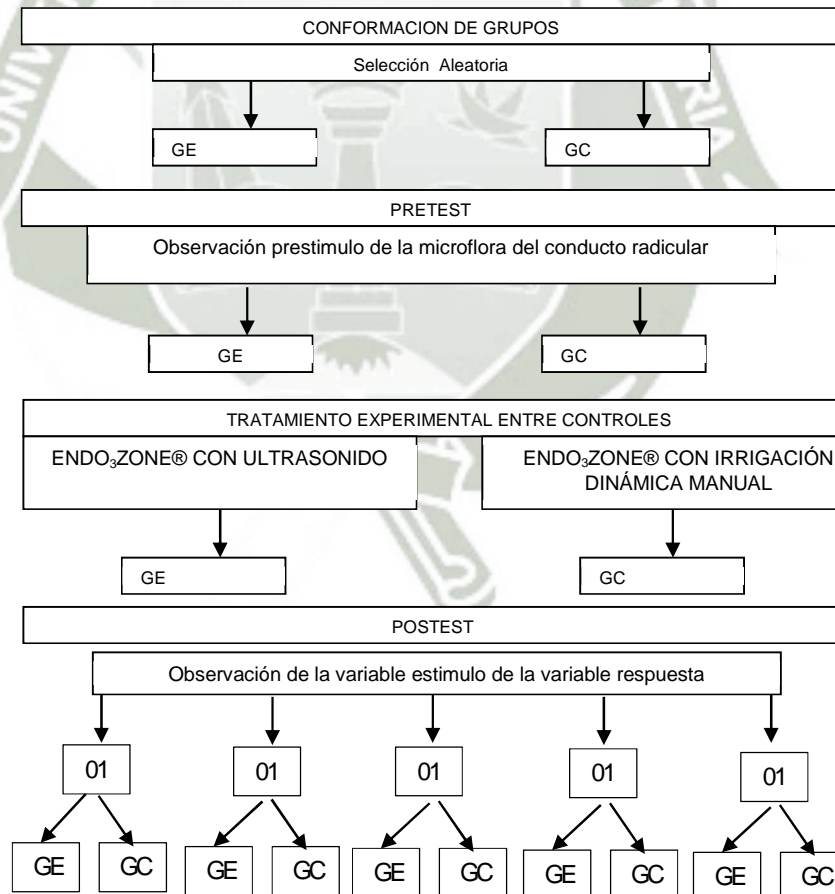 CONFORMACION DE GRUPOS
Selección Aleatoria
GE GC
PRETEST
Observación prestimulo de la microflora del conducto radicular
GE GC
TRATAMIENTO EXPERIMENTAL ENTRE CONTROLES
ENDO₃ZONE® CON ULTRASONIDO
ENDO₃ZONE® CON IRRIGACIÓN
DINÁMICA MANUAL
GE GC
POSTEST
Observación de la variable estimulo de la variable respuesta
01 01 01 01 01
GE GC GE GC GE GC GE GC GE GC